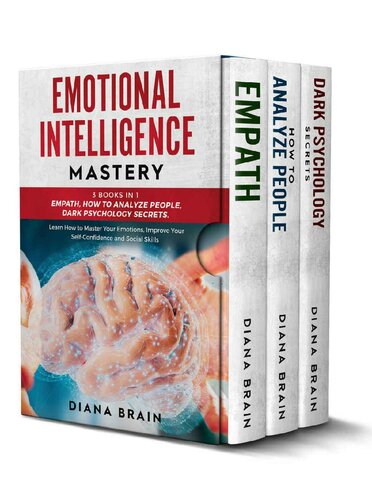 EMOTIONAL
INTELLIGENCE
MASTERY
3 BOOKS IN 1
EMPATH, HOW TO ANALYZE PEOPLE,
DARK PSYCHOLOGY SECRETS.
Learn How to Master Your Emotions, Improve Your
Self-Confidence and Social Skills
DIANA BRAIN
EMPATH
DIANA BRAIN
HOW TO
ANALYZE PEOPLE
DIANA BRAIN
DARK PSYCHOLOGY
SECRETS
DIANA BRAIN